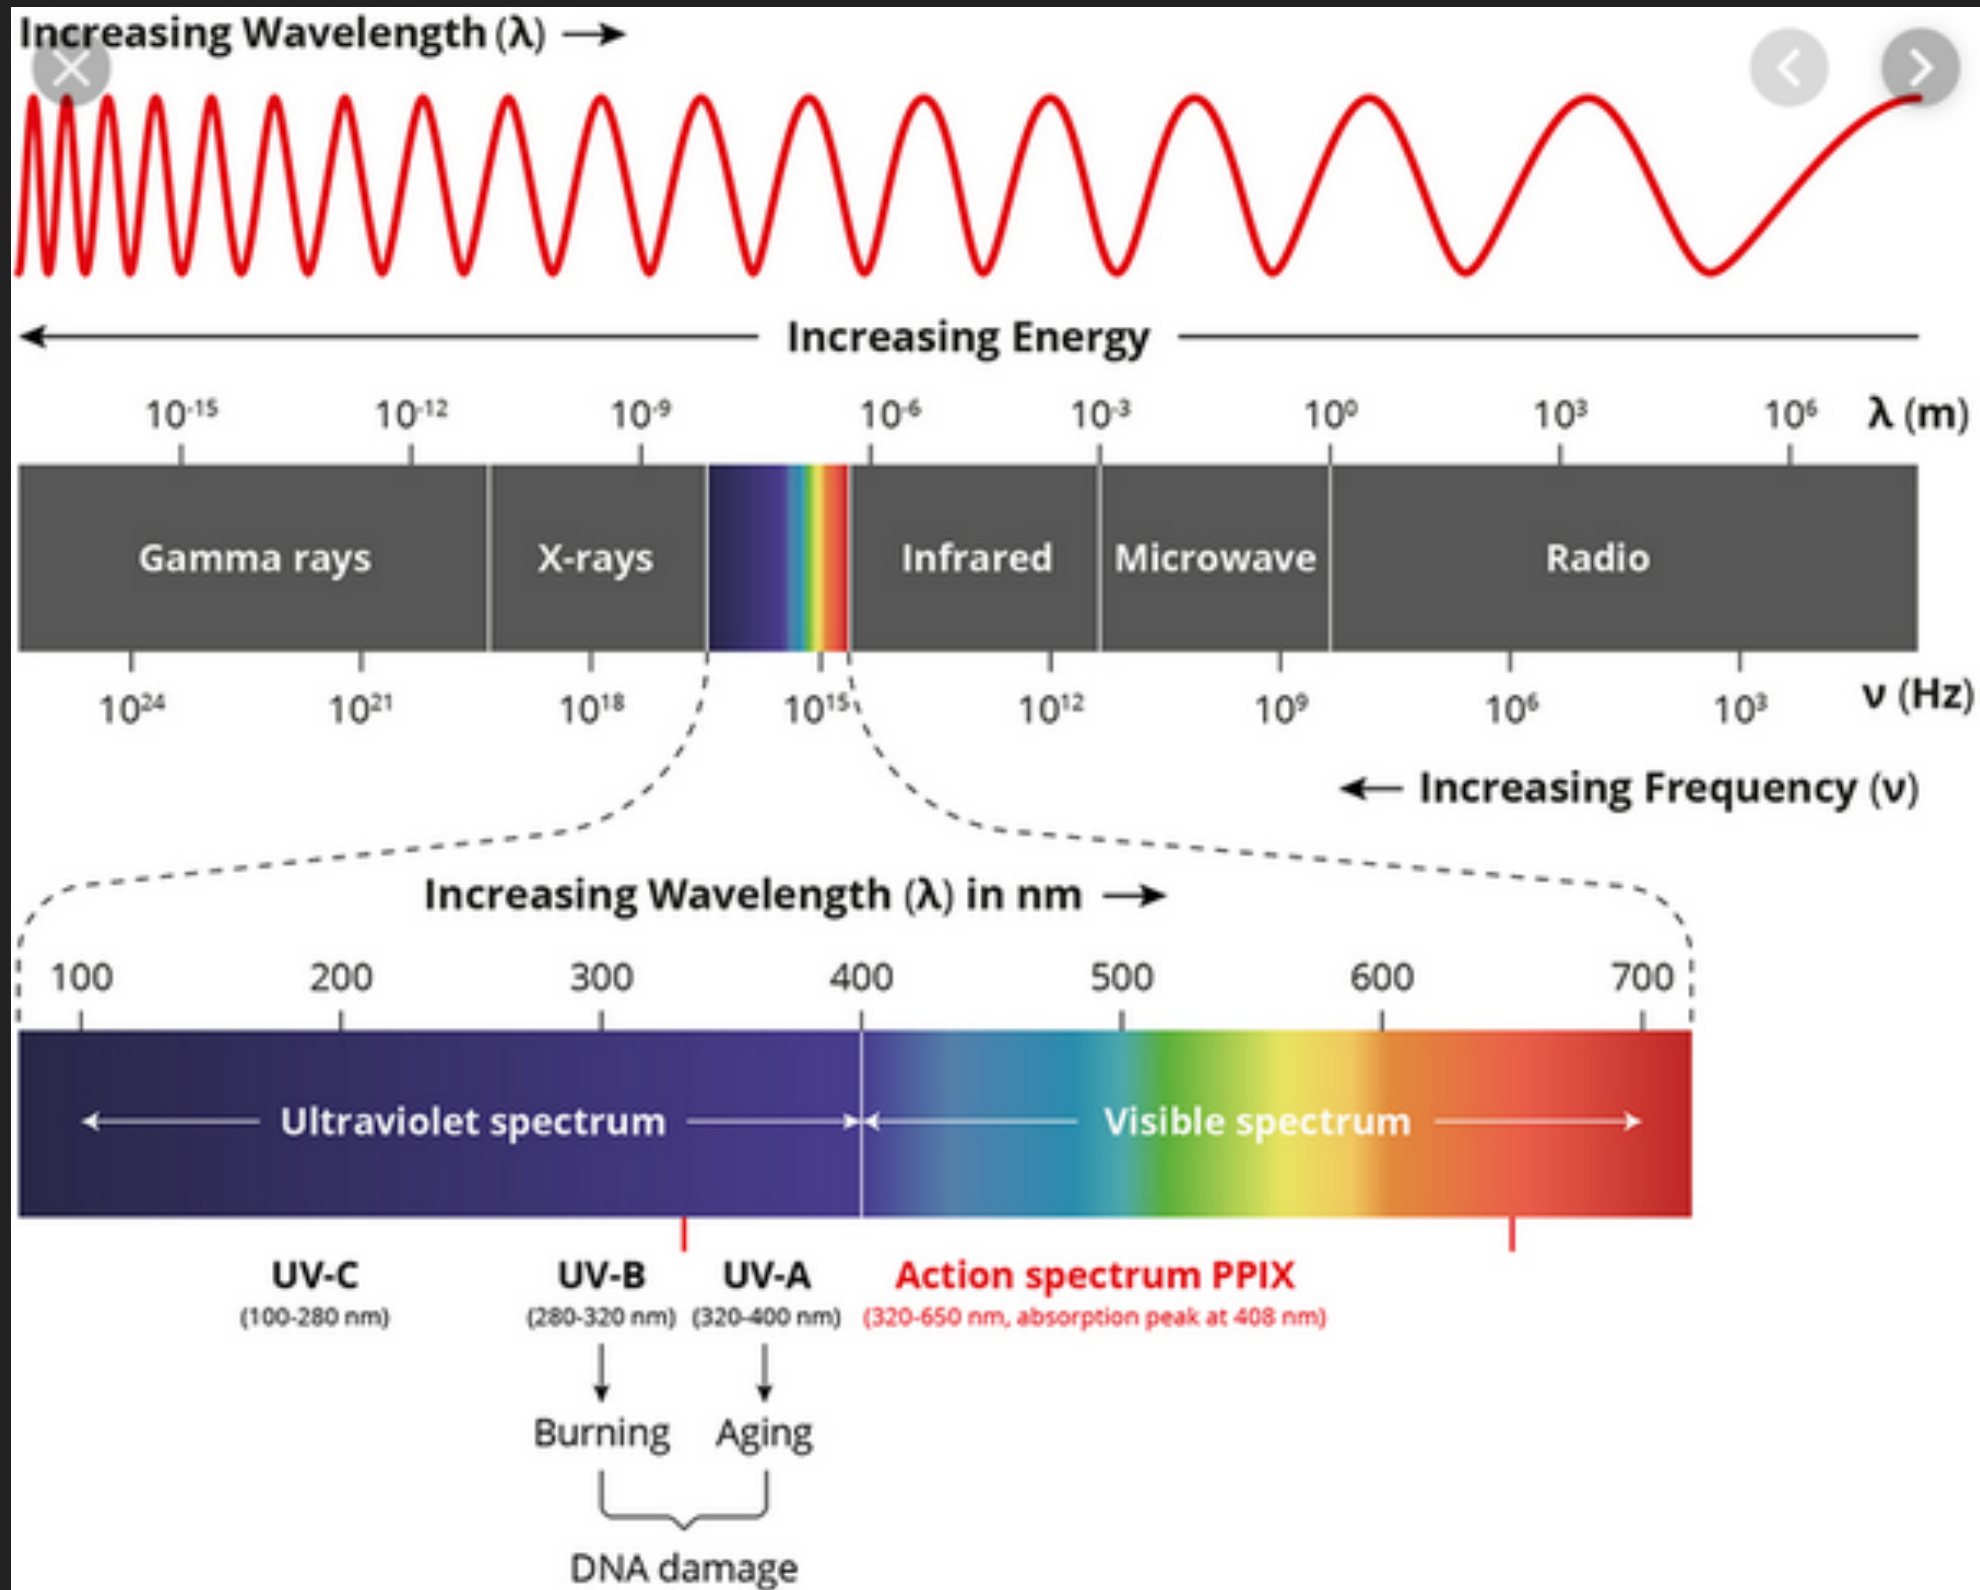 Increasing Wavelength (λ) →
← Increasing Energy
10⁻¹⁵ 10⁻¹² 10⁻⁹ 10⁻⁶ 10⁻³ 10⁰ 10³ 10⁶ λ (m)
Gamma rays X-rays Infrared Microwave Radio
10²⁴ 10²¹ 10¹⁸ 10¹⁵ 10¹² 10⁹ 10⁶ 10³ ν (Hz)
← Increasing Frequency (ν)
Increasing Wavelength (λ) in nm →
100 200 300 400 500 600 700
Ultraviolet spectrum Visible spectrum
UV-C UV-B UV-A Action spectrum PPIX
(100-280 nm) (280-320 nm) (320-400 nm) (320-650 nm, absorption peak at 408 nm)
Burning Aging
DNA damage